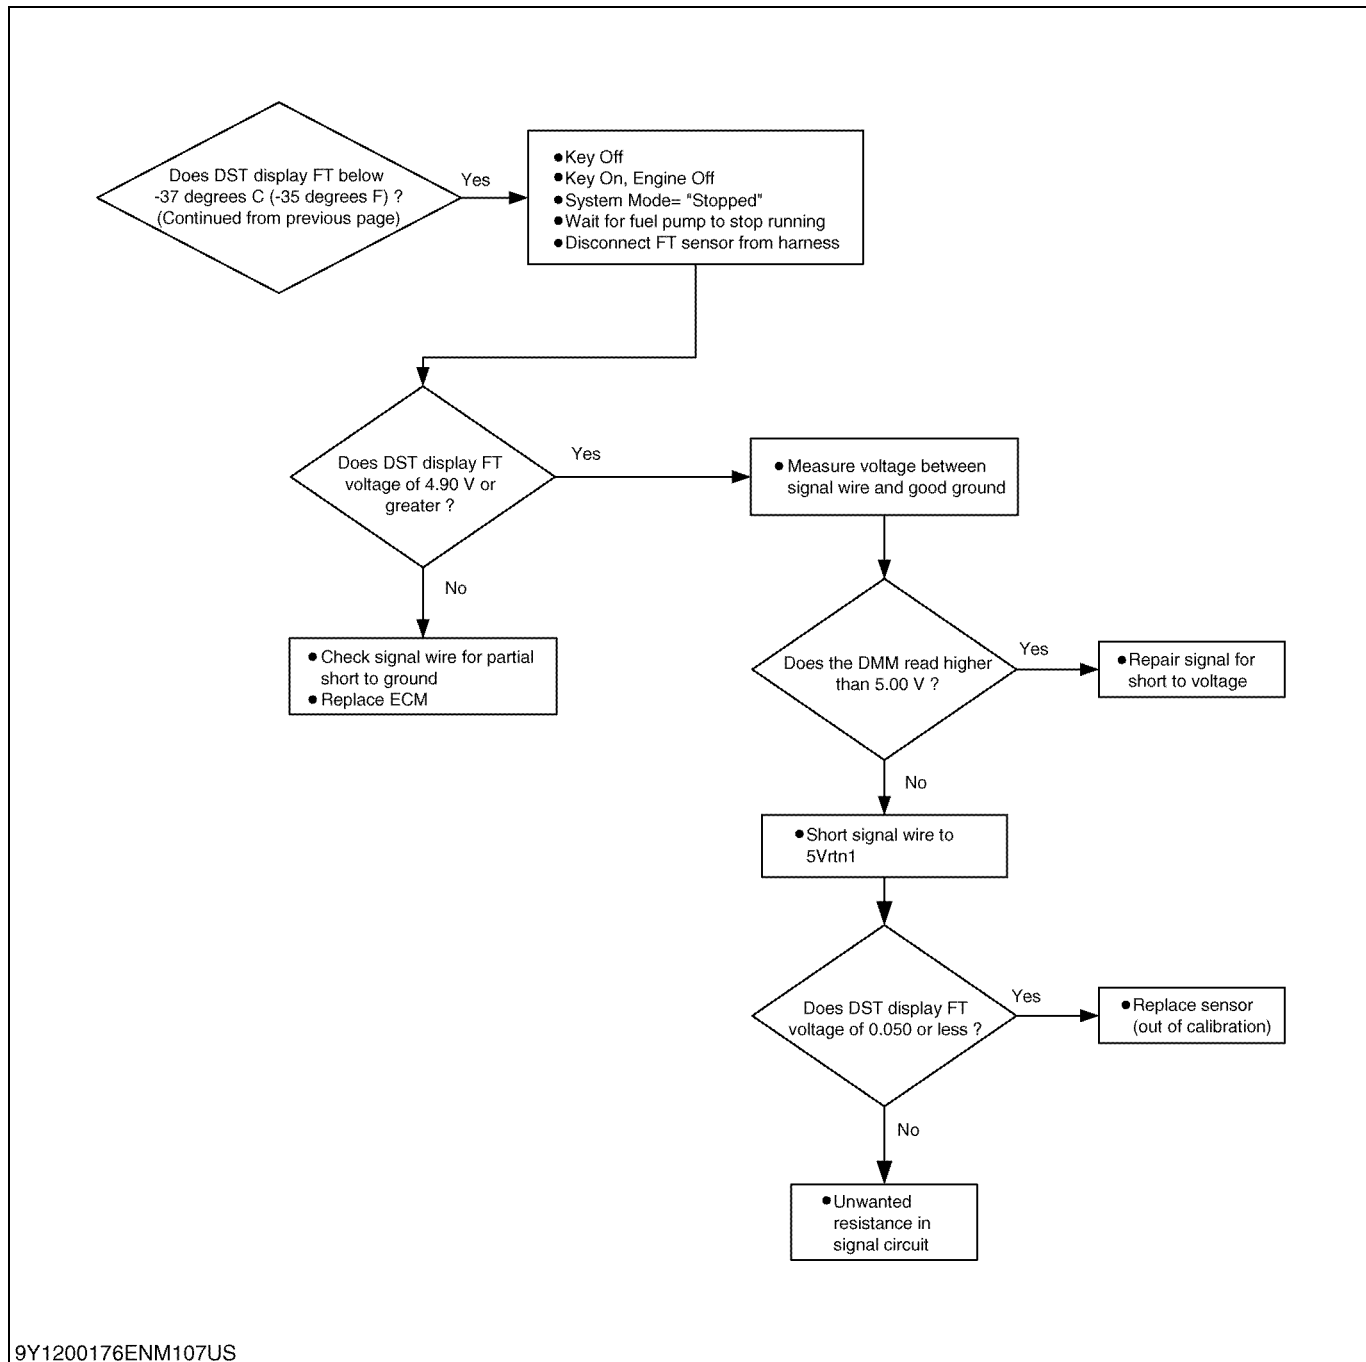 Does DST display FT below
-37 degrees C (-35 degrees F) ?
(Continued from previous page)
Yes
●Key Off
●Key On, Engine Off
●System Mode= "Stopped"
●Wait for fuel pump to stop running
●Disconnect FT sensor from harness
Does DST display FT
voltage of 4.90 V or
greater ?
Yes
● Measure voltage between
signal wire and good ground
No
● Check signal wire for partial
short to ground
● Replace ECM
Does the DMM read higher
than 5.00 V ?
Yes
● Repair signal for
short to voltage
No
●Short signal wire to
5Vrtn1
Does DST display FT
voltage of 0.050 or less ?
Yes
●Replace sensor
(out of calibration)
No
●Unwanted
resistance in
signal circuit
9Y1200176ENM107US